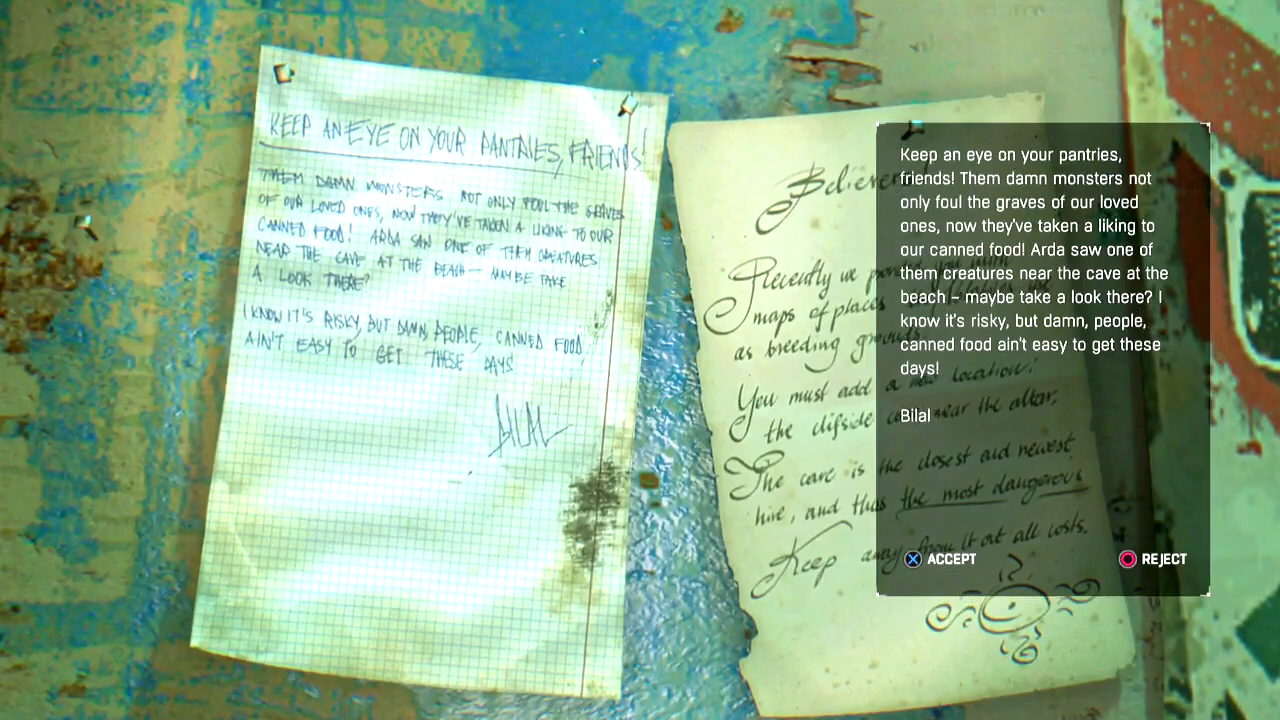 KEEP AN EYE ON YOUR PANTRIES, FRIENDS!
THEM DAMN MONSTERS NOT ONLY FOUL THE GRAVES
OF OUR LOVED ONES, NOW THEY'VE TAKEN A LIKING TO OUR
CANNED FOOD! ARDA SAW ONE OF THEM CREATURES
NEAR THE CAVE AT THE BEACH – MAYBE TAKE
A LOOK THERE?
I KNOW IT'S RISKY, BUT DAMN, PEOPLE, CANNED FOOD
AIN'T EASY TO GET THESE DAYS
BILAL
Recently we
maps of places
as breeding grounds
You must add a new location:
the clifside near the altar.
The cave is the closest and newest
hive, and thus the most dangerous
Keep away from it at all costs.
Keep an eye on your pantries,
friends! Them damn monsters not
only foul the graves of our loved
ones, now they've taken a liking to
our canned food! Arda saw one of
them creatures near the cave at the
beach – maybe take a look there? I
know it's risky, but damn, people,
canned food ain't easy to get these
days!
Bilal
ACCEPT
REJECT